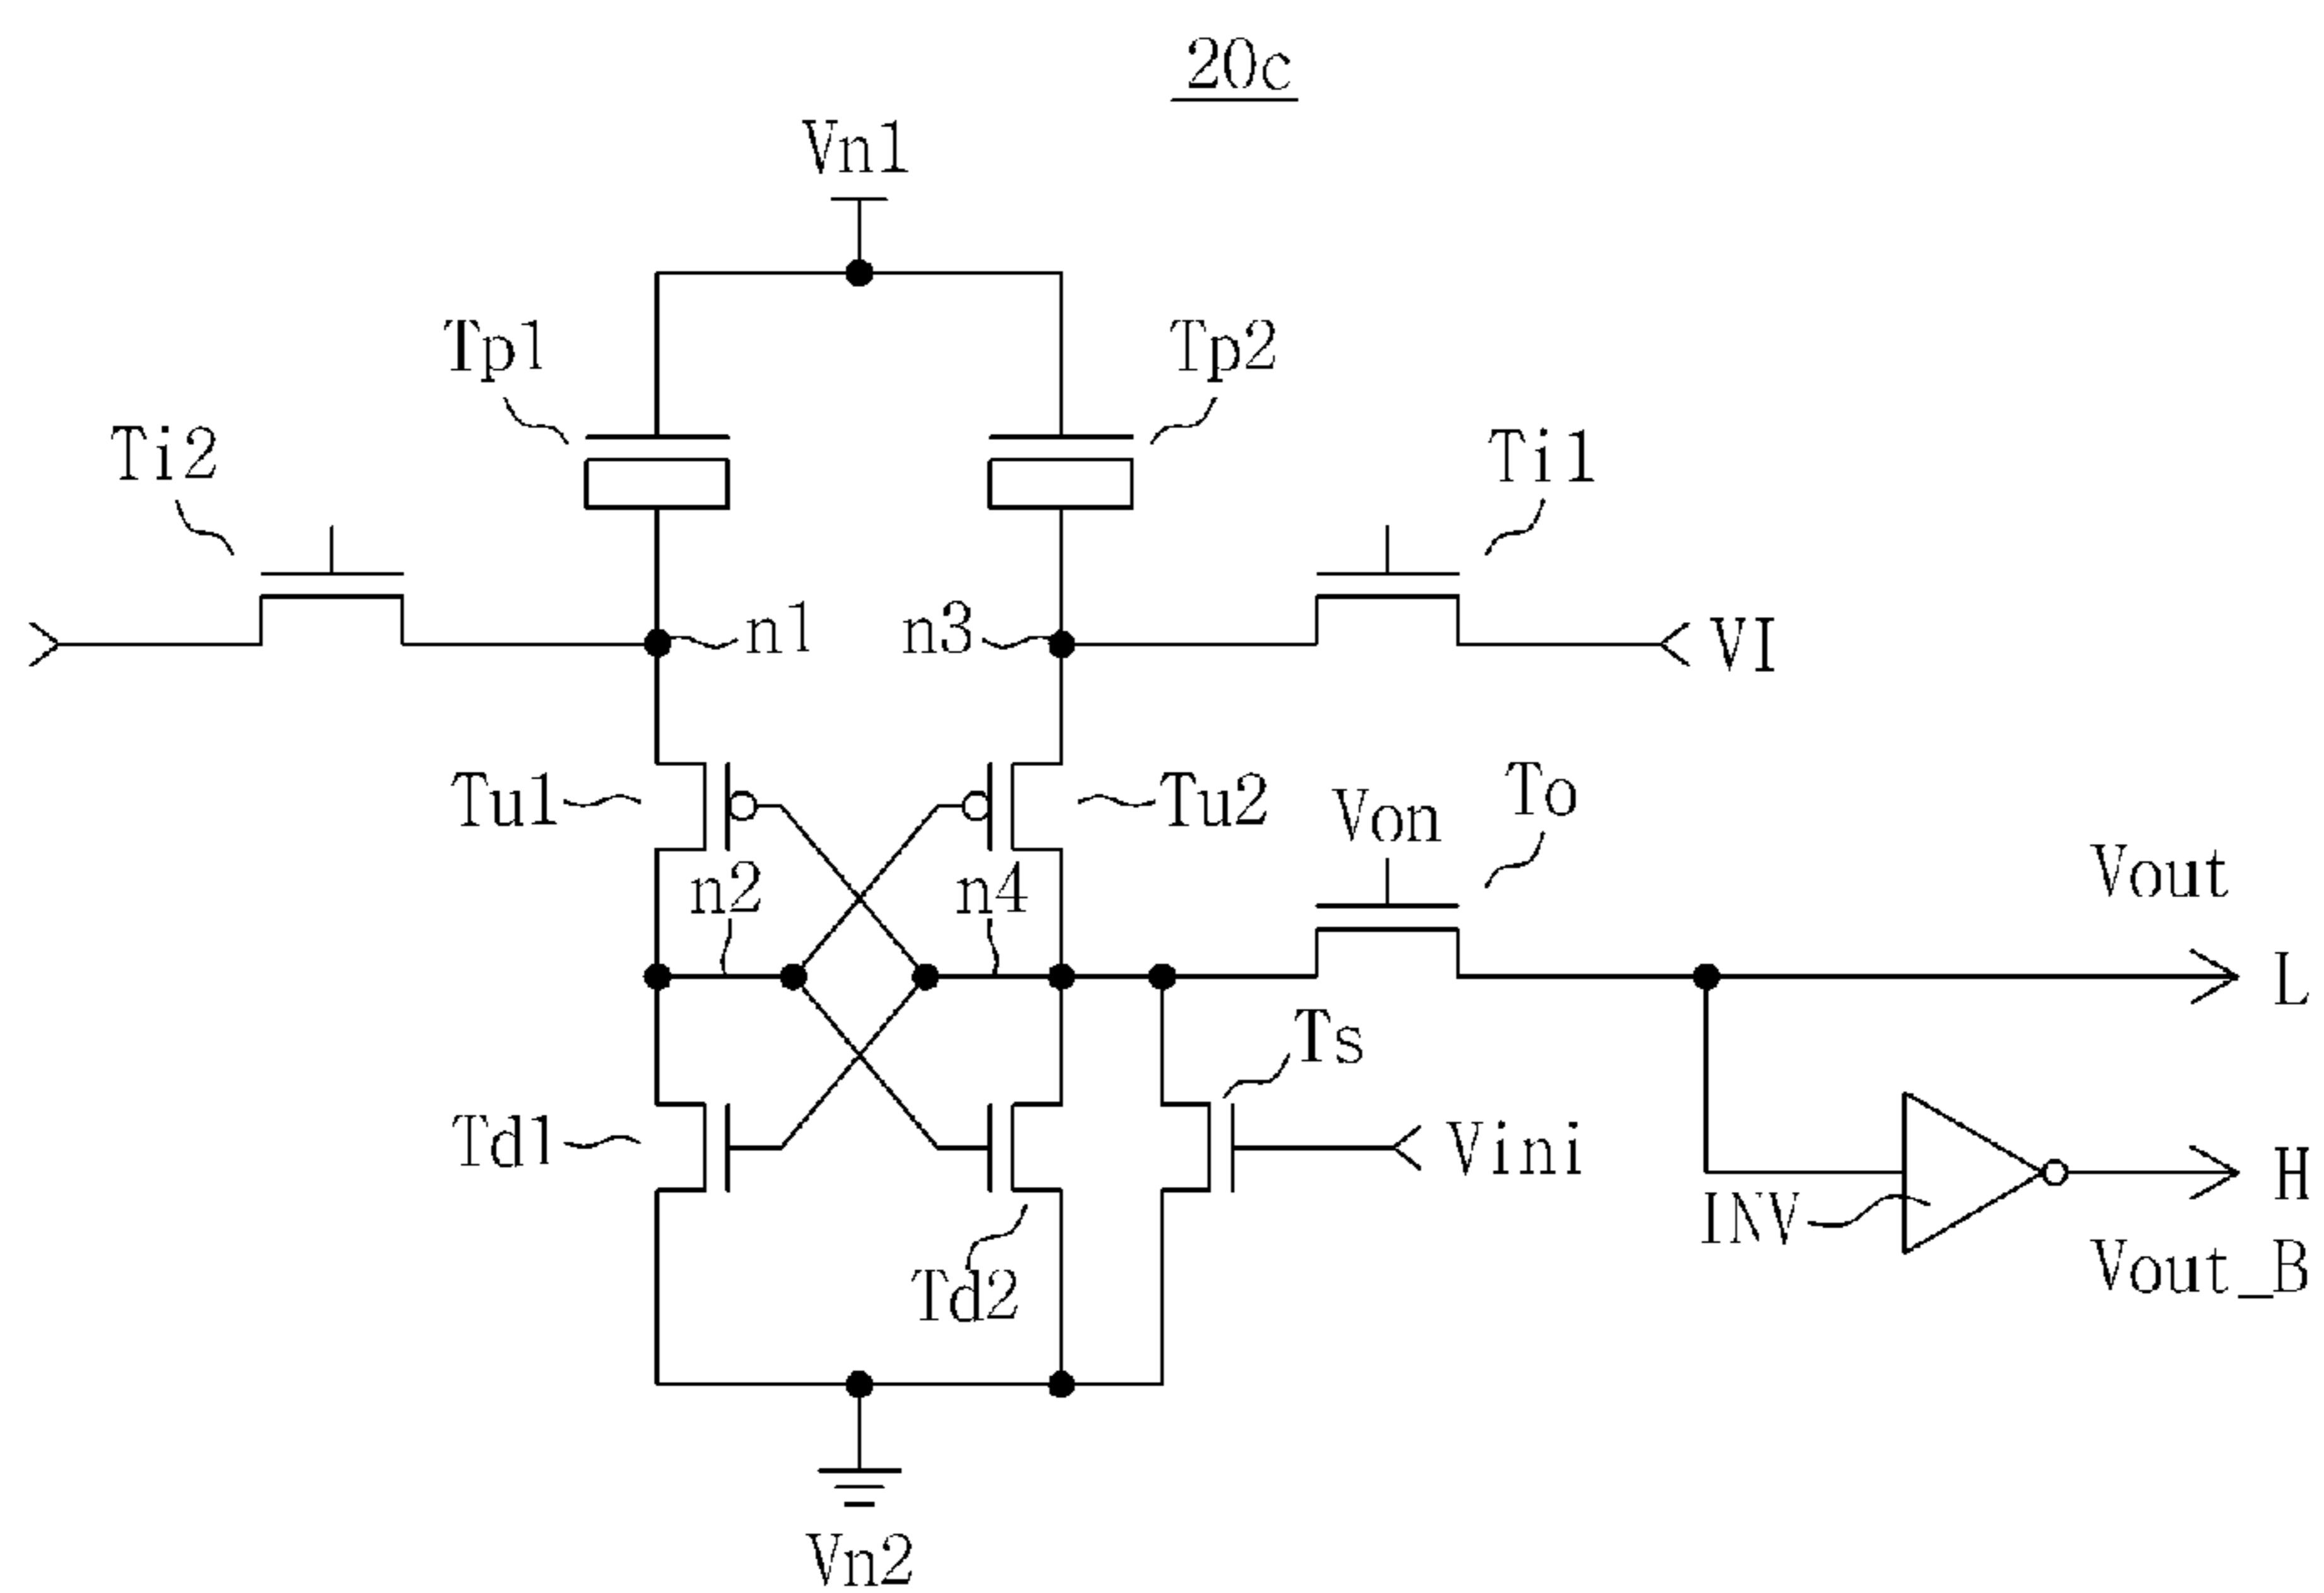 20c
Vn1
Tp1
Tp2
Ti2
Ti1
n1
n3
VI
Tu1
Tu2
Von
To
n2
n4
Vout
L
Ts
Td1
Vini
INV
H
Td2
Vout_B
Vn2